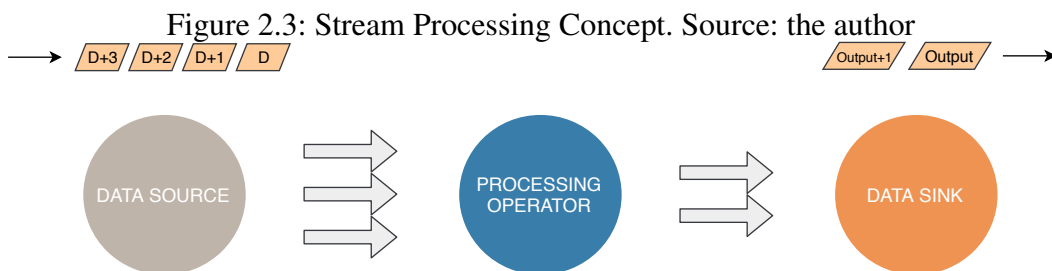 Figure 2.3: Stream Processing Concept. Source: the author
D+3 D+2 D+1 D Output+1 Output
DATA SOURCE
PROCESSING
OPERATOR
DATA SINK